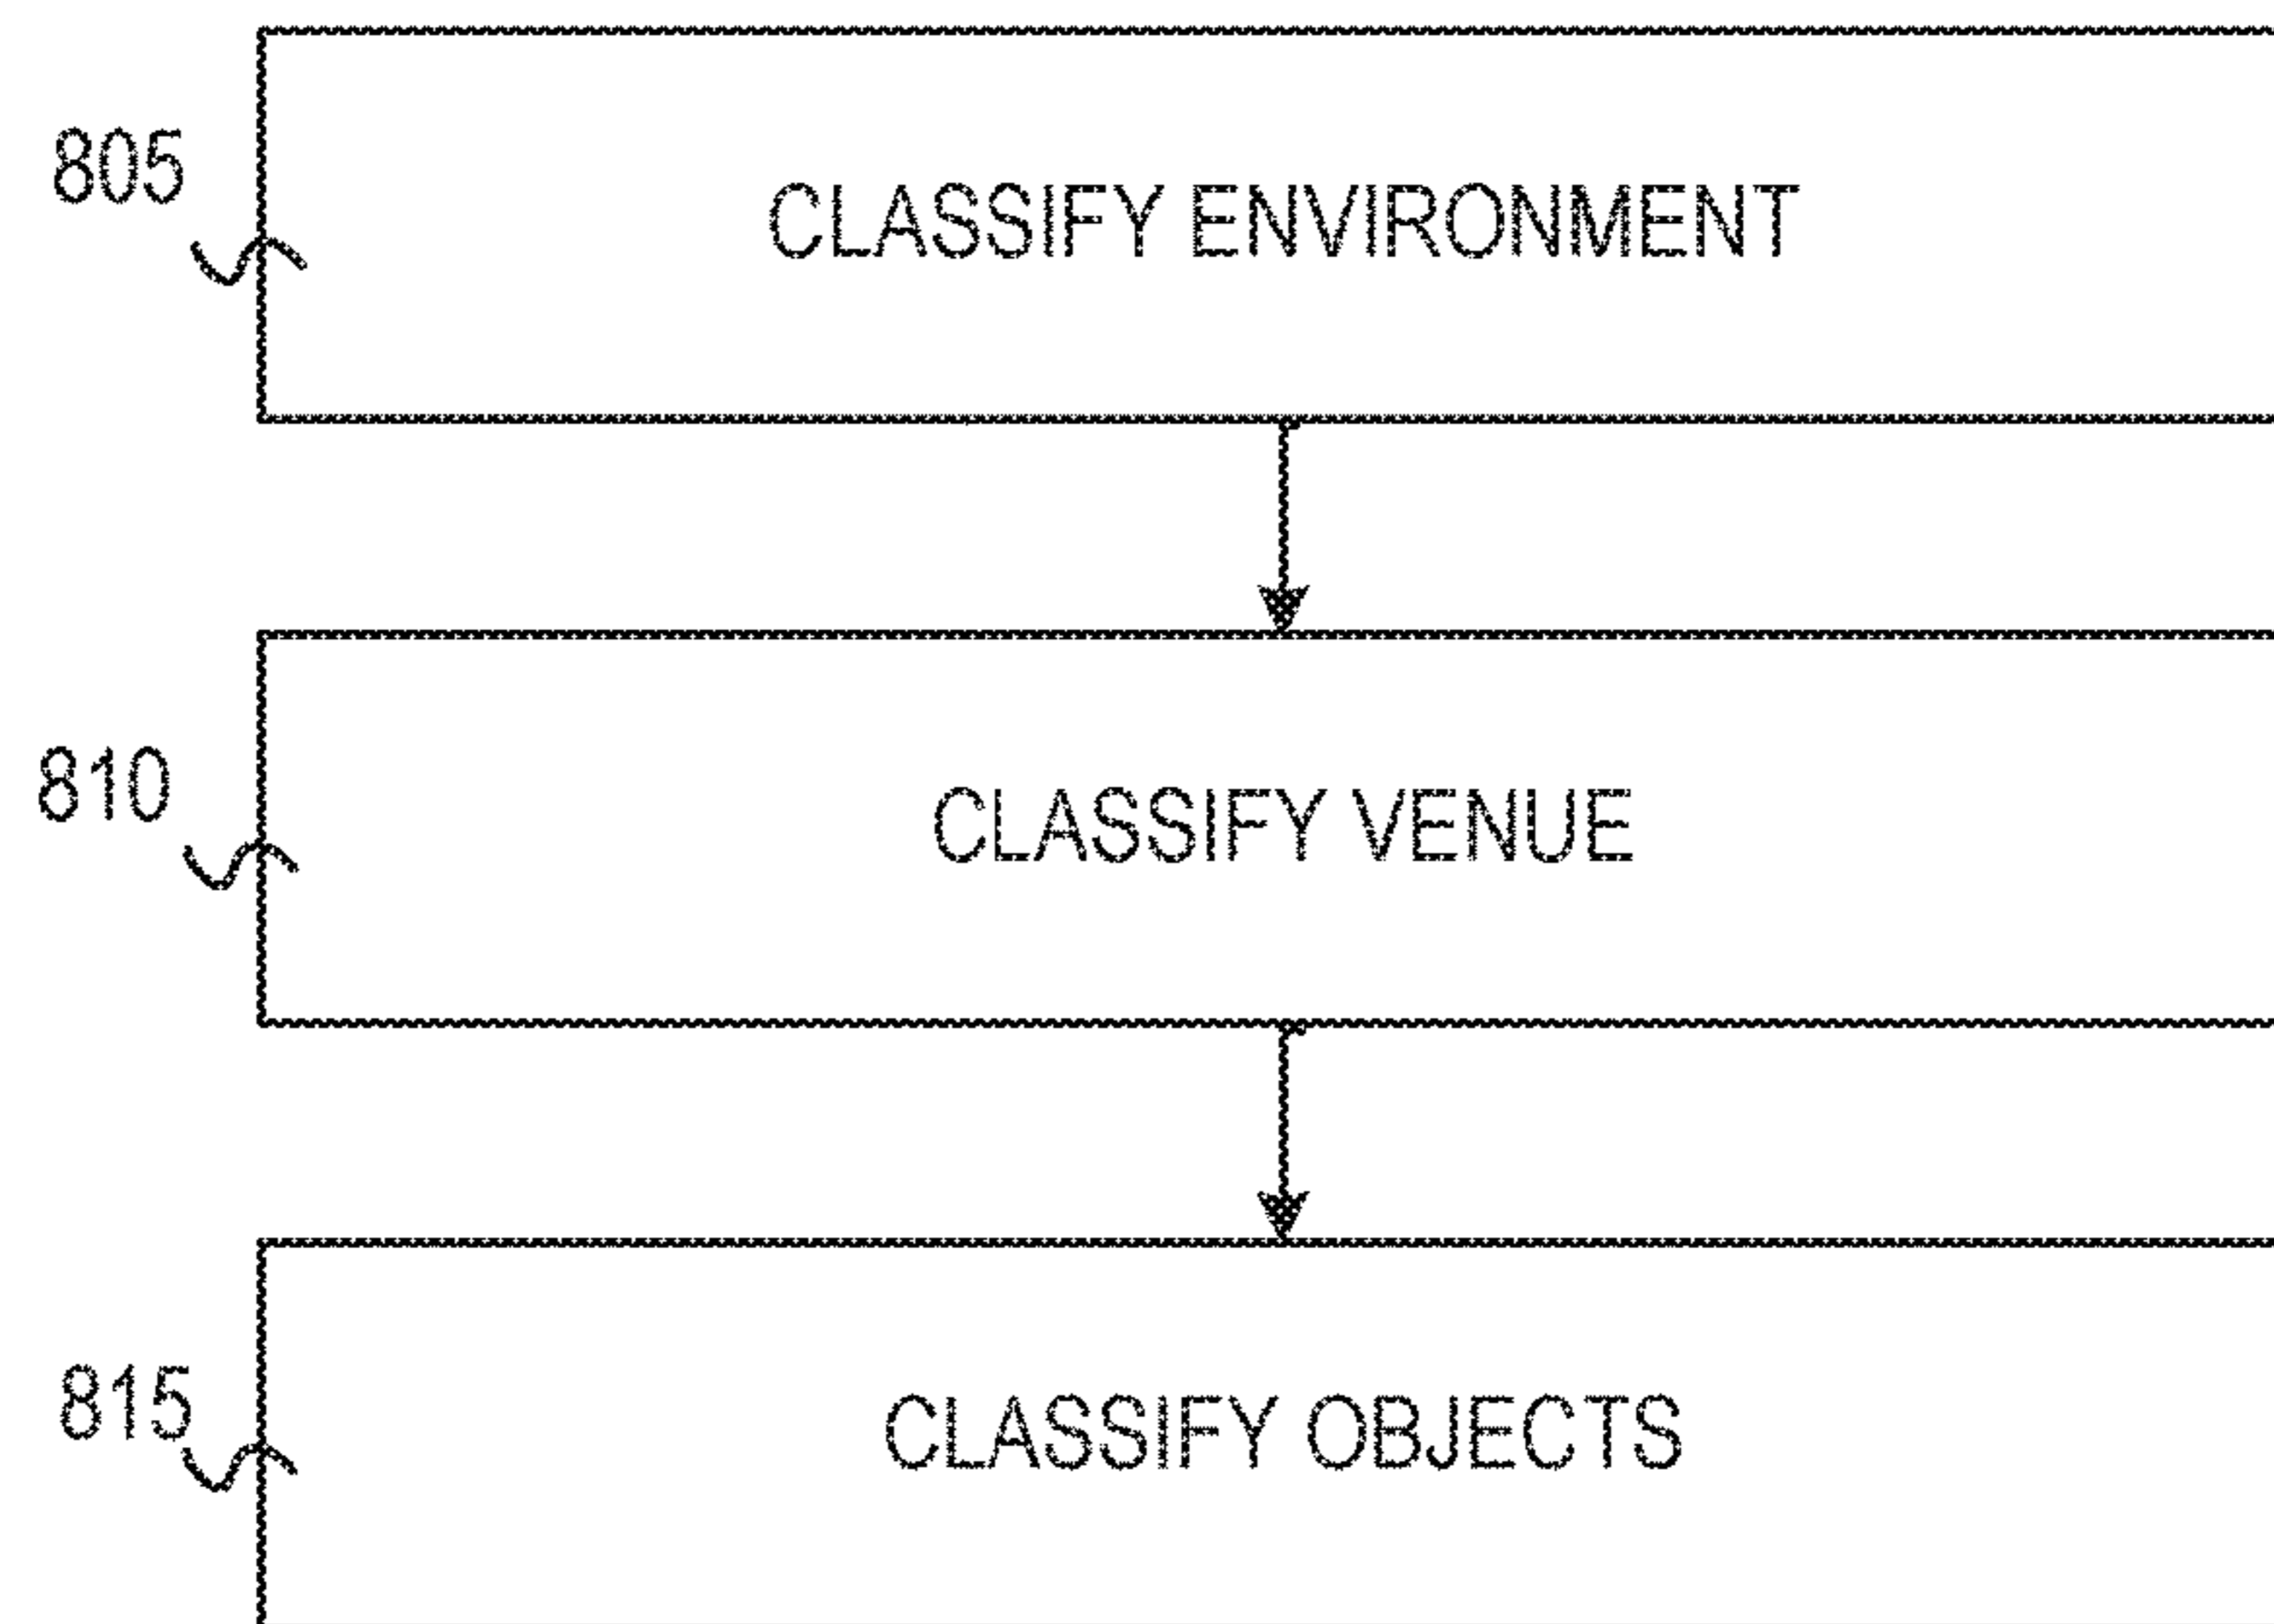 805
CLASSIFY ENVIRONMENT
810
CLASSIFY VENUE
815
CLASSIFY OBJECTS